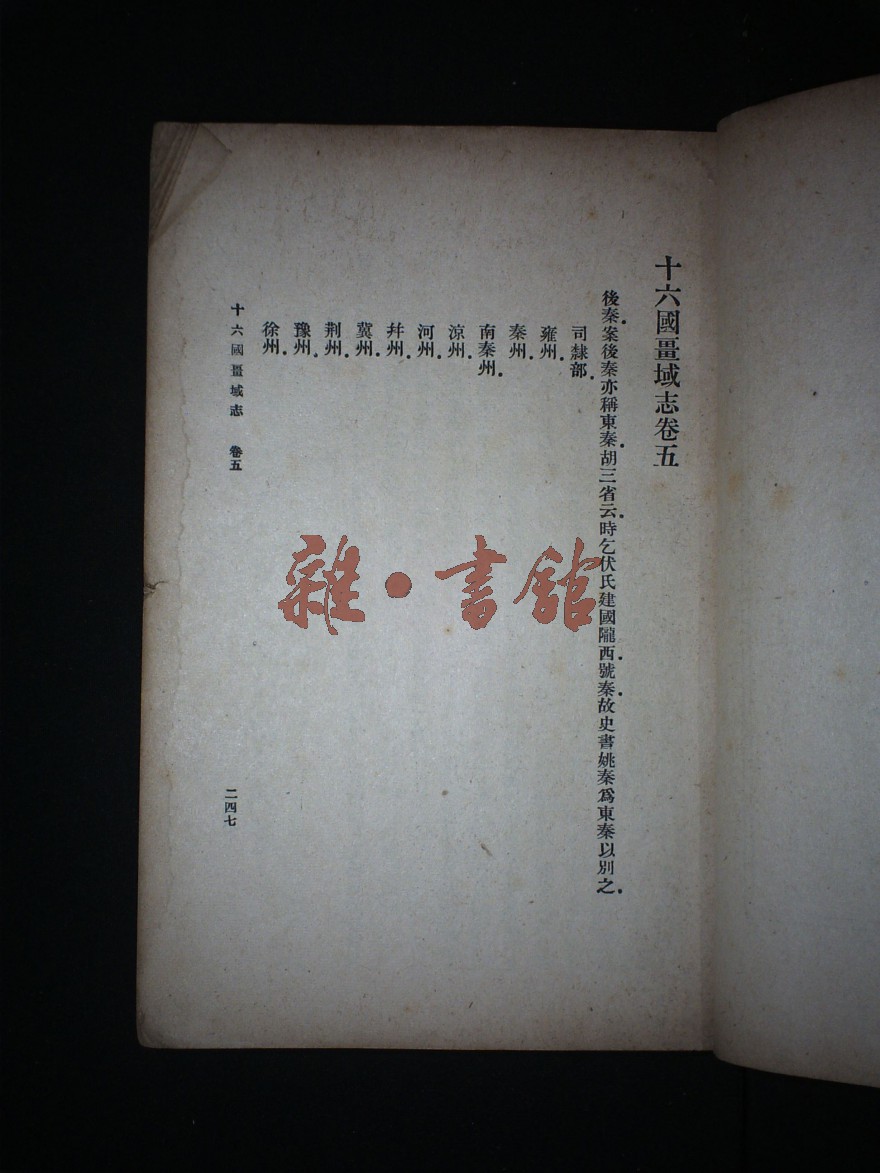 十六國畺域志卷五
後秦案後秦亦稱東秦胡三省云時乞伏氏建國隴西號秦故史書姚秦爲東秦以別之
司隸部
雍州
秦州
南秦州
涼州
河州
幷州
冀州
荆州
豫州
徐州
十六國畺域志 卷五
二四七
雜·書館